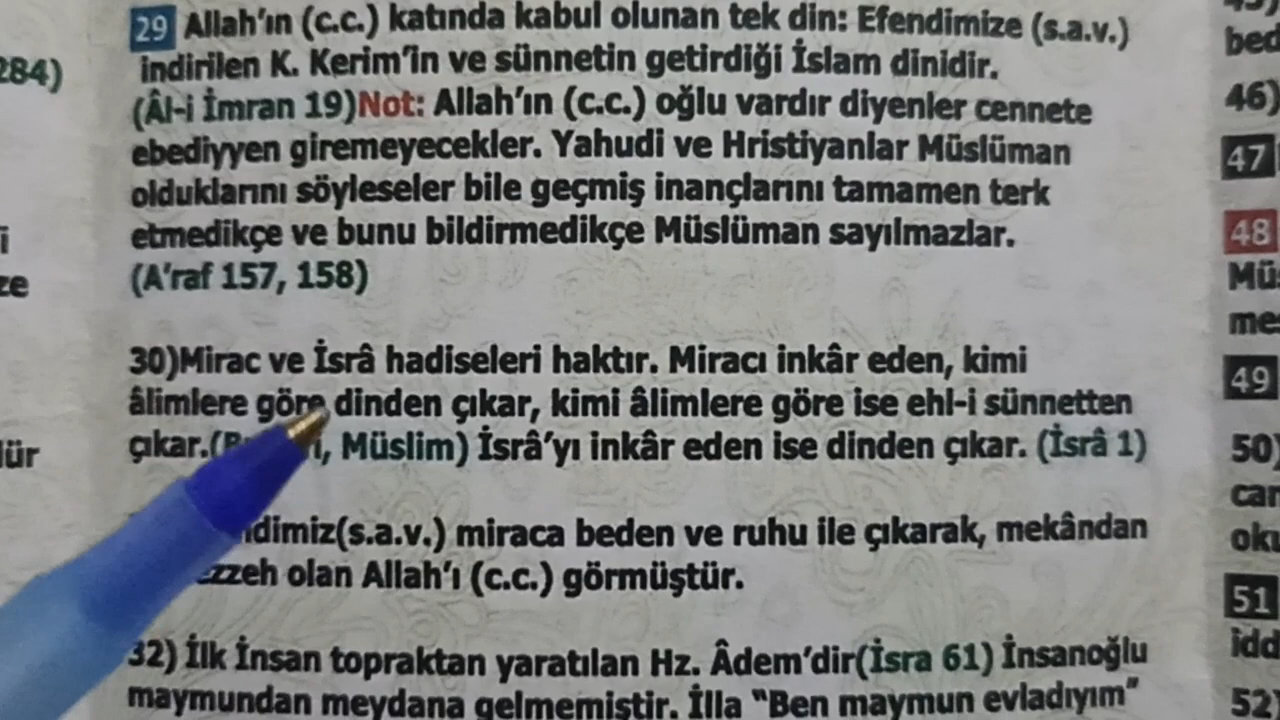 284)
i
ze
lür
29 Allah'ın (c.c.) katında kabul olunan tek din: Efendimize (s.a.v.)
indirilen K. Kerim'in ve sünnetin getirdiği İslam dinidir.
(Âl-i İmran 19)Not: Allah'ın (c.c.) oğlu vardır diyenler cennete
ebediyyen giremeyecekler. Yahudi ve Hristiyanlar Müslüman
olduklarını söyleseler bile geçmiş inançlarını tamamen terk
etmedikçe ve bunu bildirmedikçe Müslüman sayılmazlar.
(A'raf 157, 158)
30)Mirac ve İsrâ hadiseleri haktır. Miracı inkâr eden, kimi
âlimlere göre dinden çıkar, kimi âlimlere göre ise ehl-i sünnetten
çıkar.( Müslim) İsrâ'yı inkâr eden ise dinden çıkar. (İsrâ 1)
dimiz(s.a.v.) miraca beden ve ruhu ile çıkarak, mekândan
zzeh olan Allah'ı (c.c.) görmüştür.
32) İlk İnsan topraktan yaratılan Hz. Âdem'dir(İsra 61) İnsanoğlu
maymundan meydana gelmemiştir. İlla "Ben maymun evladıyım"
bed
46)
47
48
Müs
me
49
50)
can
oku
51
idd
52)